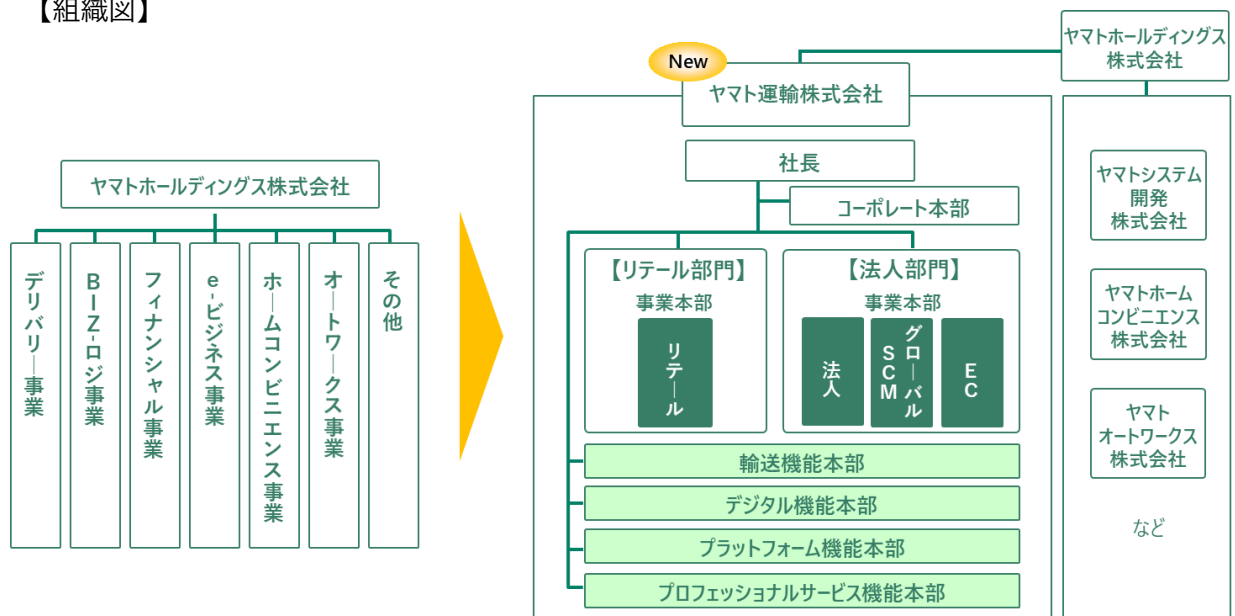 【組織図】
ヤマトホールディングス株式会社
デリバリー事業
BIZ-ロジ事業
フィナンシャル事業
e-ビジネス事業
ホームコンビニエンス事業
オートワークス事業
その他
New
ヤマト運輸株式会社
社長
コーポレート本部
【リテール部門】
事業本部
リテール
【法人部門】
事業本部
法人
グローバル
SCM
EC
輸送機能本部
デジタル機能本部
プラットフォーム機能本部
プロフェッショナルサービス機能本部
ヤマトホールディングス
株式会社
ヤマトシステム
開発
株式会社
ヤマトホーム
コンビニエンス
株式会社
ヤマト
オートワークス
株式会社
など